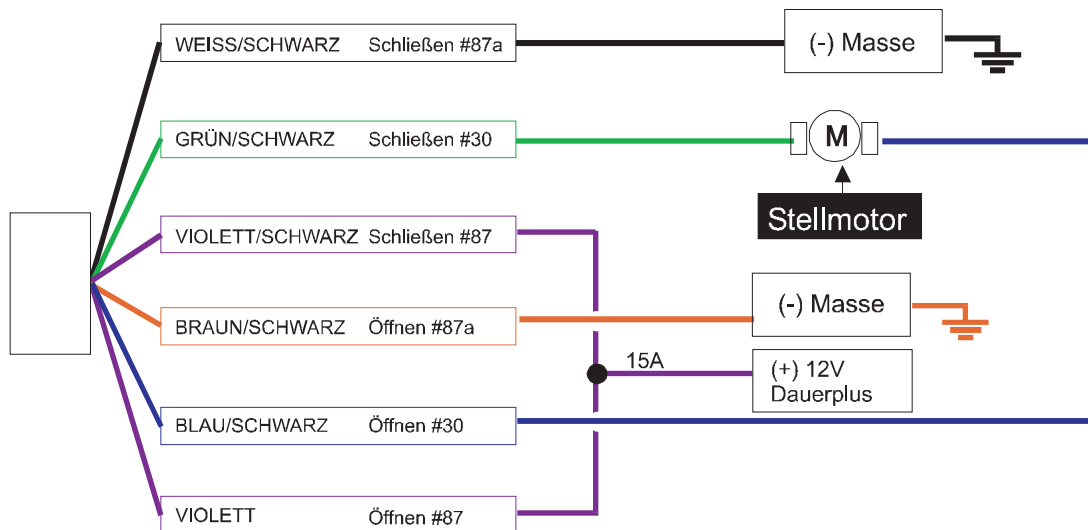 WEISS/SCHWARZ Schließen #87a
(-) Masse
GRÜN/SCHWARZ Schließen #30
M
Stellmotor
VIOLETT/SCHWARZ Schließen #87
BRAUN/SCHWARZ Öffnen #87a
(-) Masse
15A
(+) 12V
Dauerplus
BLAU/SCHWARZ Öffnen #30
VIOLETT Öffnen #87